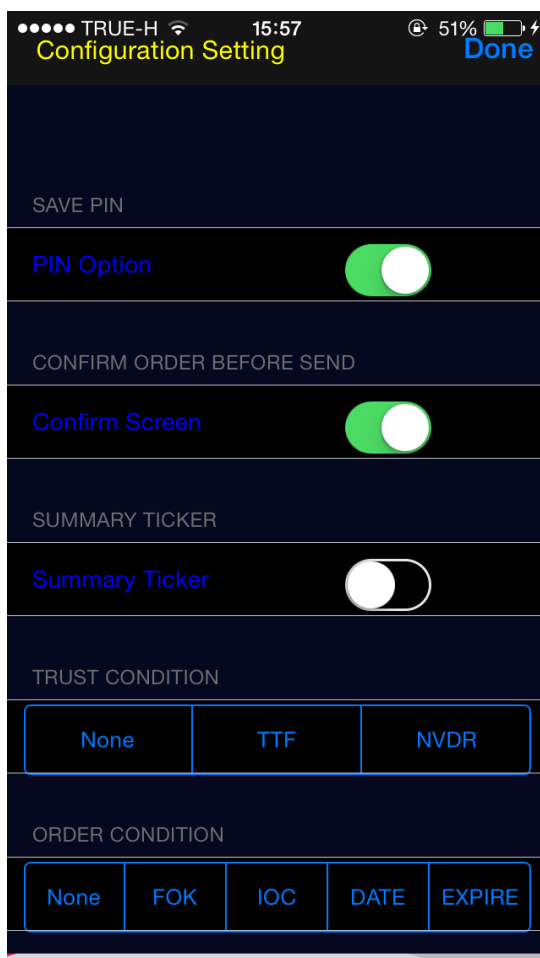 TRUE-H 15:57 51%
Configuration Setting Done
SAVE PIN
PIN Option
CONFIRM ORDER BEFORE SEND
Confirm Screen
SUMMARY TICKER
Summary Ticker
TRUST CONDITION
None TTF NVDR
ORDER CONDITION
None FOK IOC DATE EXPIRE